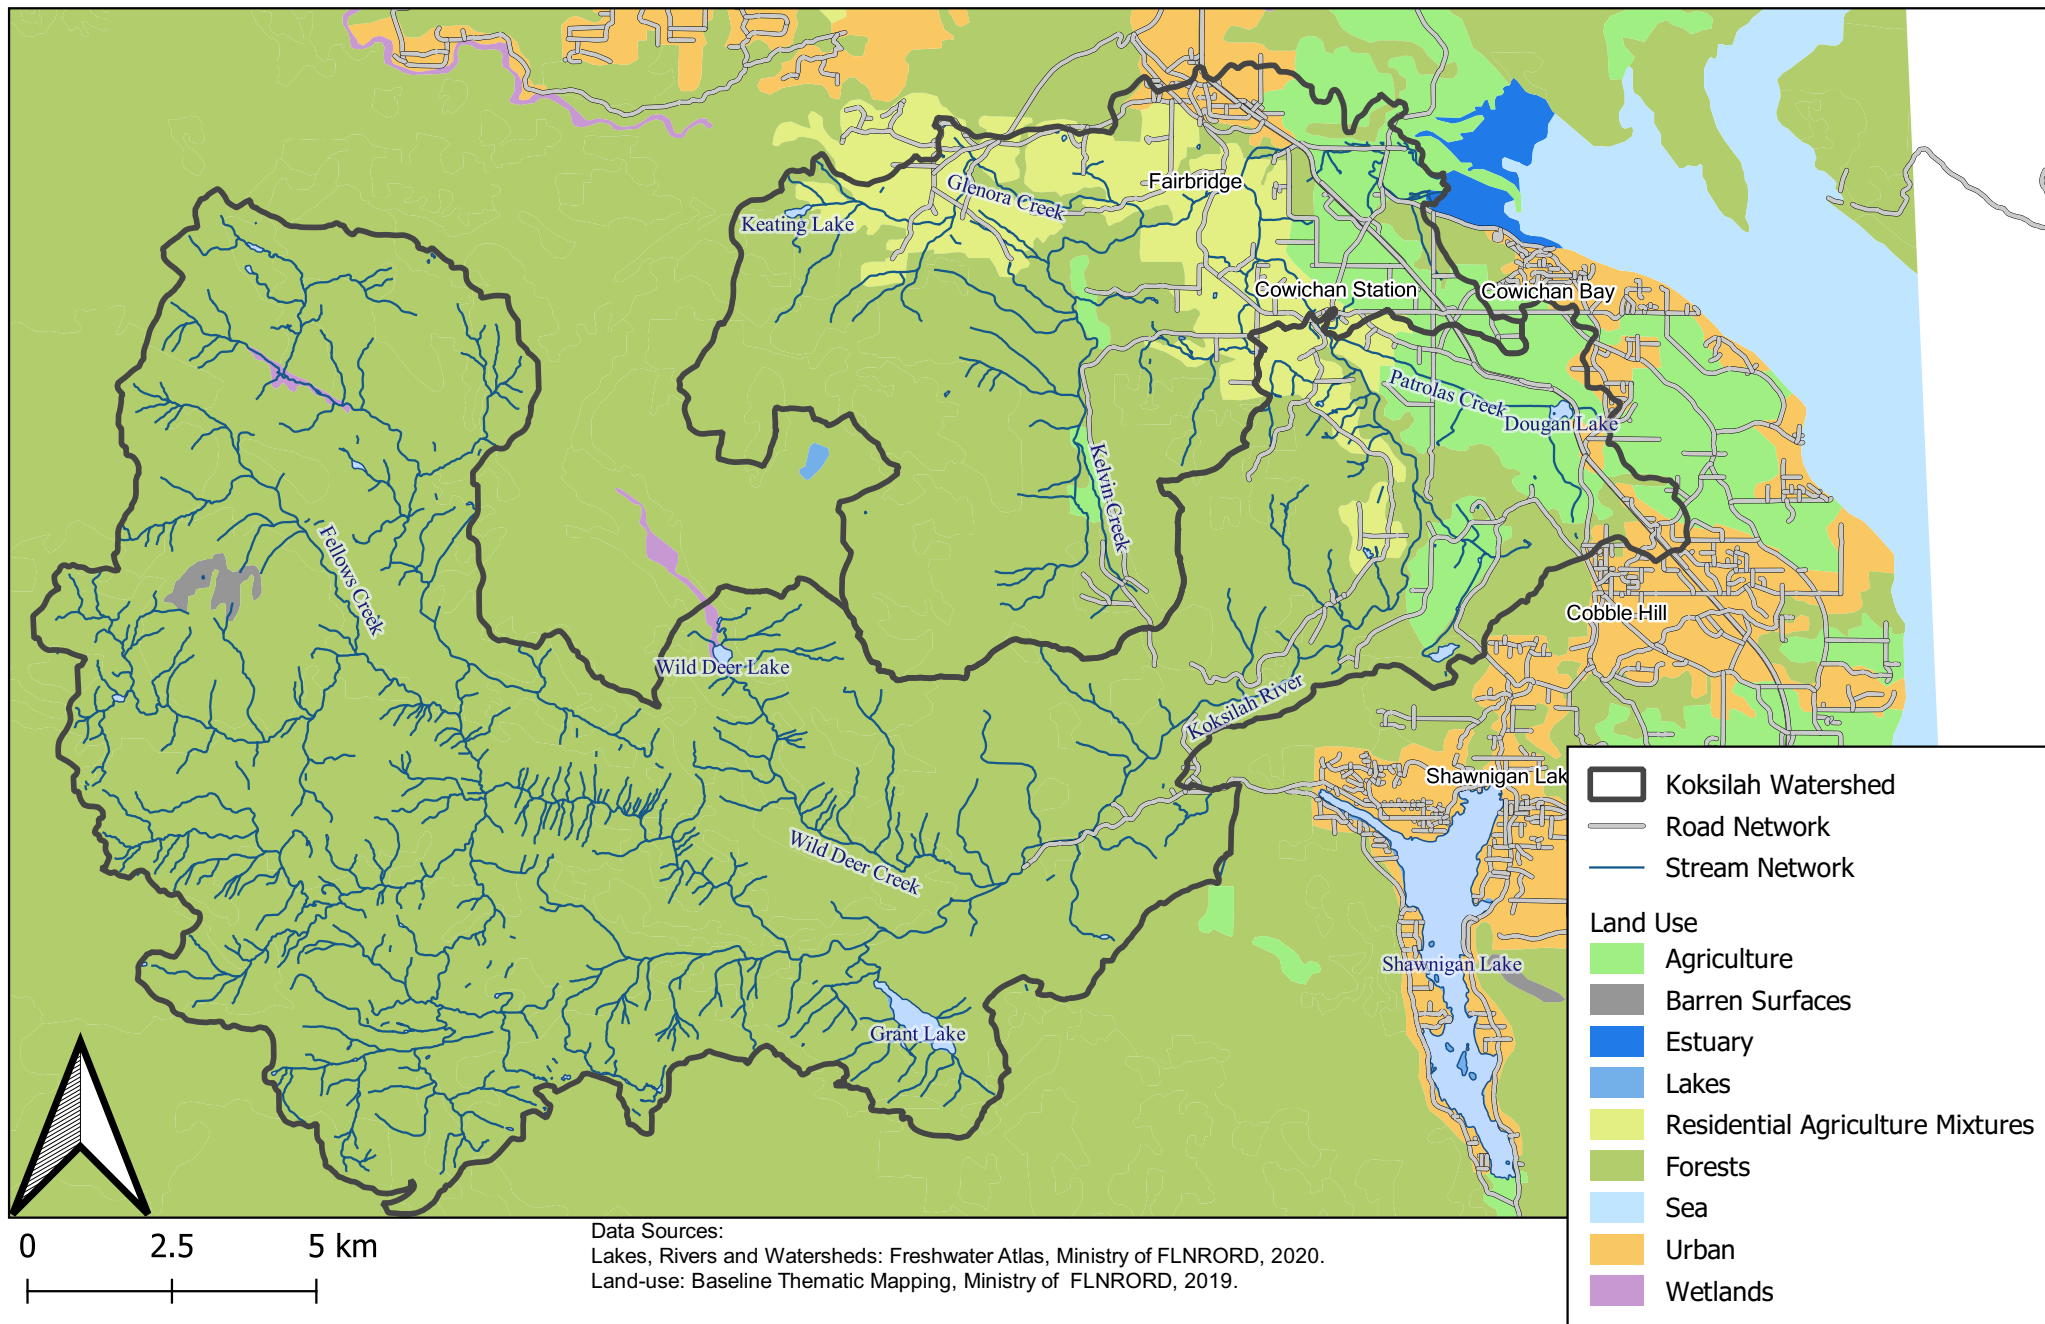 Fairbridge
Glenora Creek
Keating Lake
Cowichan Station
Cowichan Bay
Patrolas Creek
Dougan Lake
Kelvin Creek
Fellows Creek
Cobble Hill
Wild Deer Lake
Koksilah River
Shawnigan Lak
Wild Deer Creek
Shawnigan Lake
Grant Lake
Koksilah Watershed
Road Network
Stream Network
Land Use
Agriculture
Barren Surfaces
Estuary
Lakes
Residential Agriculture Mixtures
Forests
Sea
Urban
Wetlands
0 2.5 5 km
Data Sources:
Lakes, Rivers and Watersheds: Freshwater Atlas, Ministry of FLNRORD, 2020.
Land-use: Baseline Thematic Mapping, Ministry of FLNRORD, 2019.